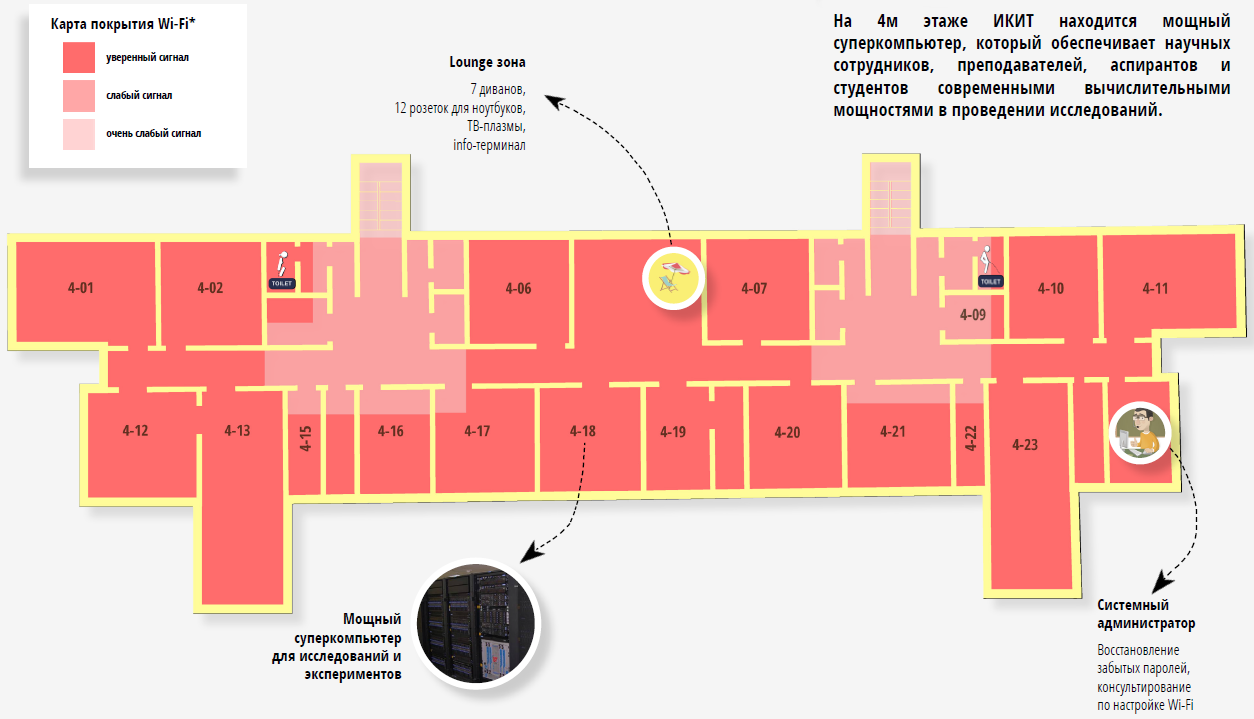 Карта покрытия Wi-Fi*
уверенный сигнал
слабый сигнал
очень слабый сигнал
Lounge зона
7 диванов,
12 розеток для ноутбуков,
ТВ-плазмы,
info-терминал
На 4м этаже ИКИТ находится мощный
суперкомпьютер, который обеспечивает научных
сотрудников, преподавателей, аспирантов и
студентов современными вычислительными
мощностями в проведении исследований.
4-01
4-02
TOILET
4-06
4-07
TOILET
4-09
4-10
4-11
4-12
4-13
4-15
4-16
4-17
4-18
4-19
4-20
4-21
4-22
4-23
Мощный
суперкомпьютер
для исследований и
экспериментов
Системный
администратор
Восстановление
забытых паролей,
консультирование
по настройке Wi-Fi